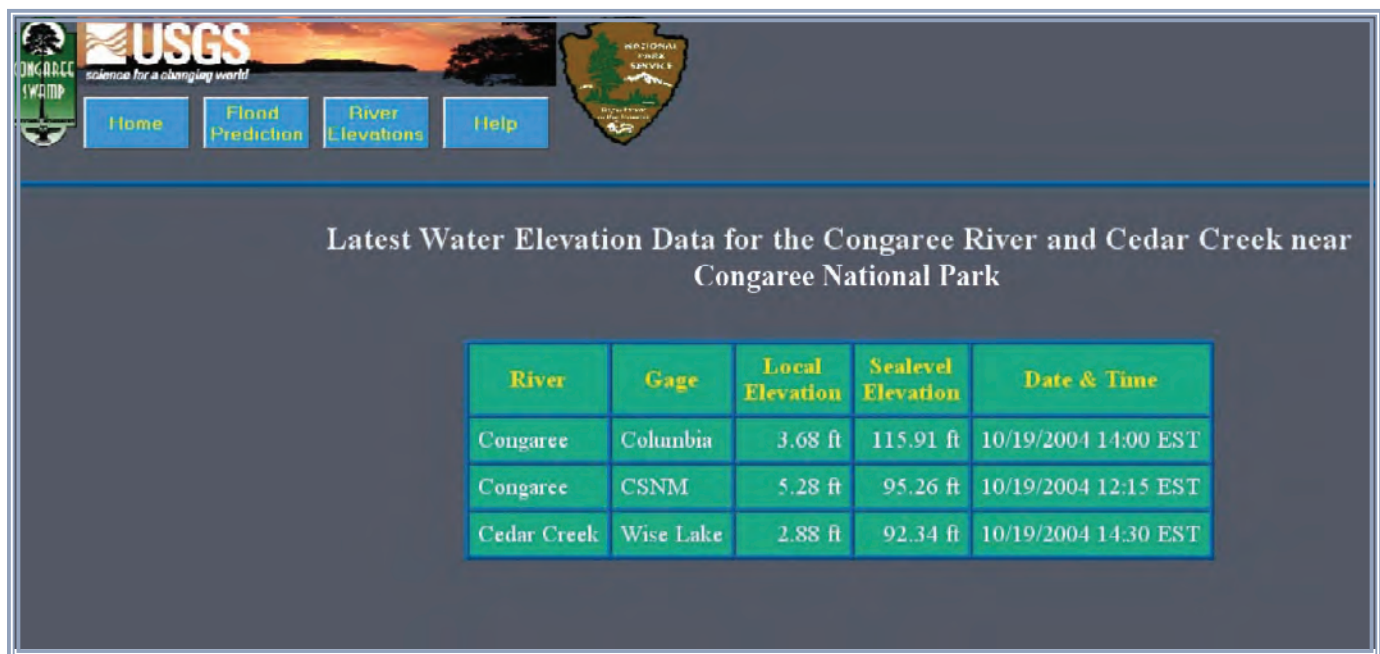 CONGAREE
SWAMP
USGS
science for a changing world
NATIONAL
PARK
SERVICE
Home
Flood
Prediction
River
Elevations
Help
Latest Water Elevation Data for the Congaree River and Cedar Creek near
Congaree National Park
River Gage Local Elevation Sealevel Elevation Date & Time
Congaree Columbia 3.68 ft 115.91 ft 10/19/2004 14:00 EST
Congaree CSNM 5.28 ft 95.26 ft 10/19/2004 12:15 EST
Cedar Creek Wise Lake 2.88 ft 92.34 ft 10/19/2004 14:30 EST